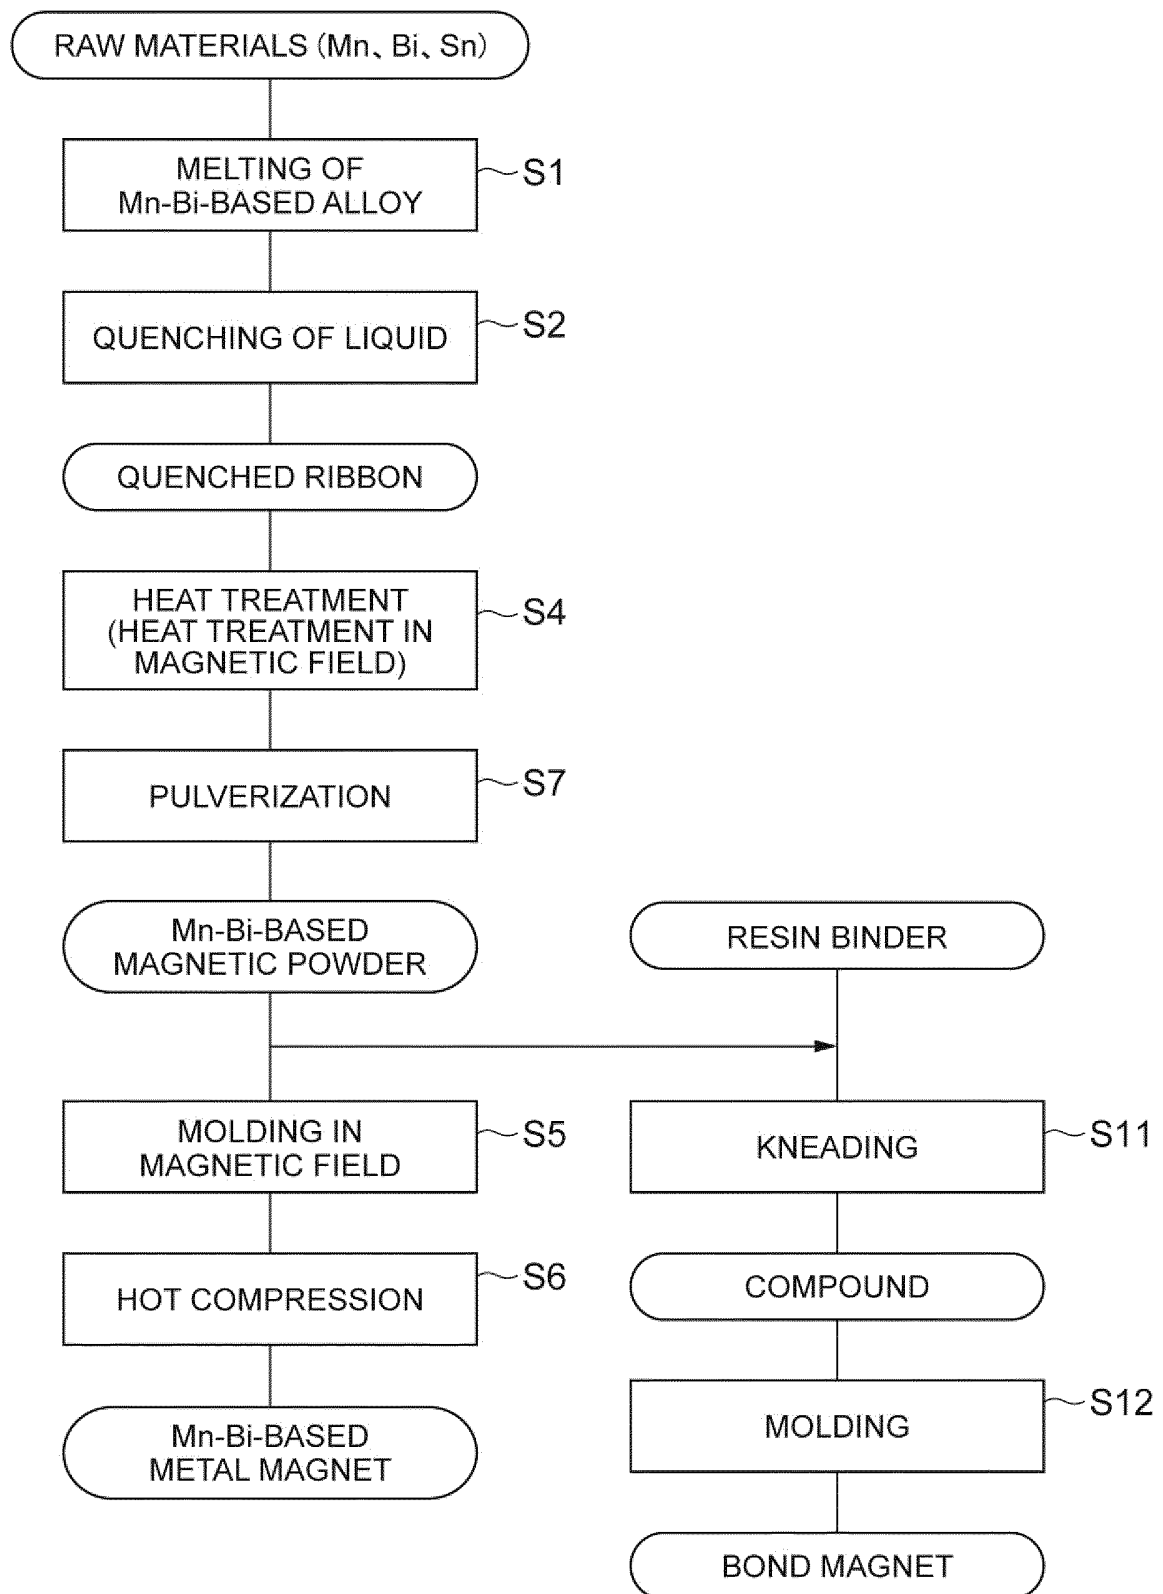 RAW MATERIALS (Mn、Bi、Sn)
MELTING OF
Mn-Bi-BASED ALLOY
S1
QUENCHING OF LIQUID
S2
QUENCHED RIBBON
HEAT TREATMENT
(HEAT TREATMENT IN
MAGNETIC FIELD)
S4
PULVERIZATION
S7
Mn-Bi-BASED
MAGNETIC POWDER
RESIN BINDER
MOLDING IN
MAGNETIC FIELD
S5
KNEADING
S11
HOT COMPRESSION
S6
COMPOUND
Mn-Bi-BASED
METAL MAGNET
MOLDING
S12
BOND MAGNET